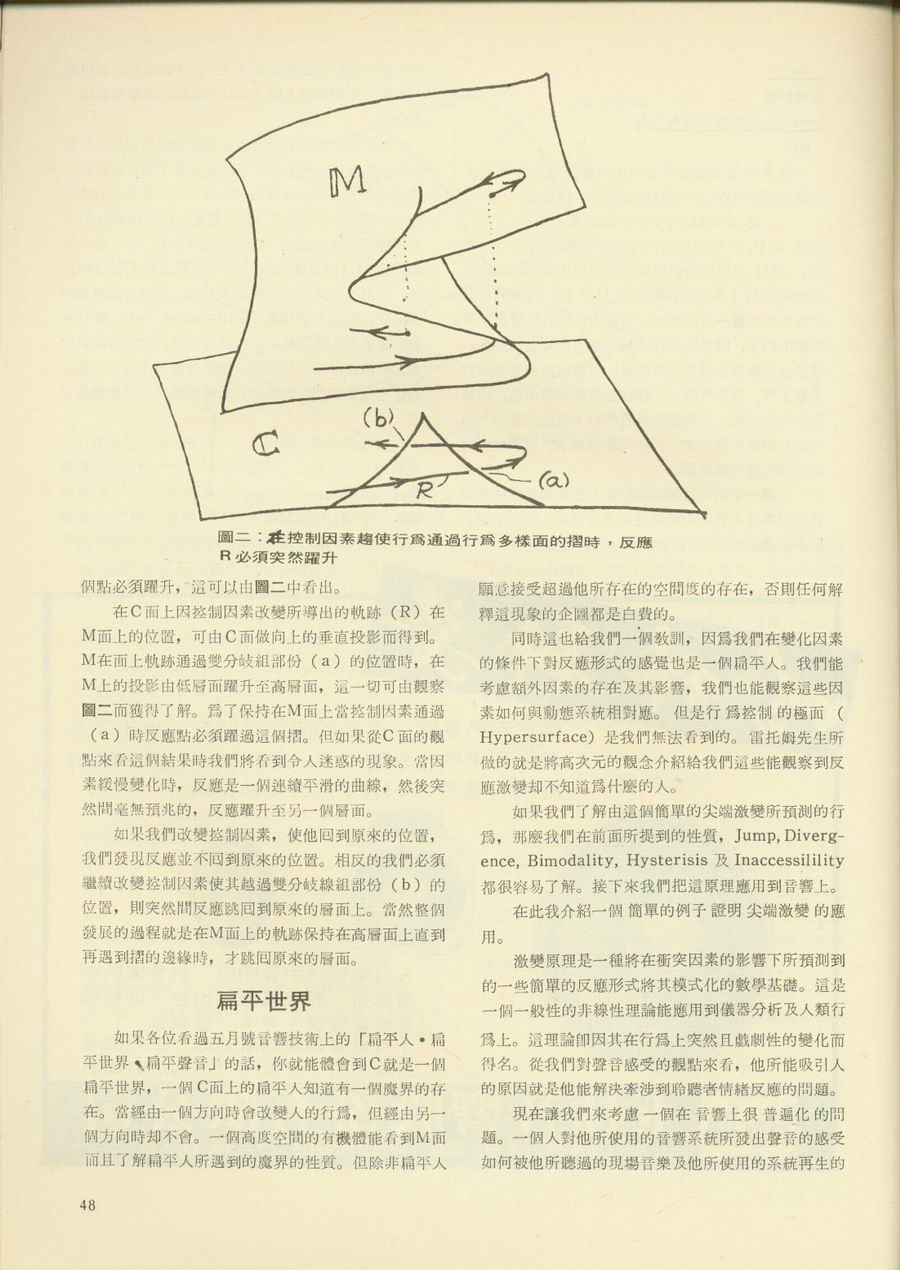 M
C
(b)
R
(a)
圖二：在控制因素趨使行爲通過行爲多樣面的摺時，反應
R必須突然躍升
個點必須躍升，這可以由圖二中看出。
在C面上因控制因素改變所導出的軌跡（R）在
M面上的位置，可由C面做向上的垂直投影而得到。
M在面上軌跡通過雙分岐組部份（a）的位置時，在
M上的投影由低層面躍升至高層面，這一切可由觀察
圖二而獲得了解。爲了保持在M面上當控制因素通過
（a）時反應點必須躍過這個摺。但如果從C面的觀
點來看這個結果時我們將看到令人迷惑的現象。當因
素緩慢變化時，反應是一個連續平滑的曲線，然後突
然間毫無預兆的，反應躍升至另一個層面。
如果我們改變控制因素，使他回到原來的位置，
我們發現反應並不回到原來的位置。相反的我們必須
繼續改變控制因素使其越過雙分岐線組部份（b）的
位置，則突然間反應跳回到原來的層面上。當然整個
發展的過程就是在M面上的軌跡保持在高層面上直到
再遇到摺的邊緣時，才跳回原來的層面。
扁平世界
如果各位看過五月號音響技術上的「扁平人•扁
平世界、扁平聲音」的話，你就能體會到C就是一個
扁平世界，一個C面上的扁平人知道有一個魔界的存
在。當經由一個方向時會改變人的行爲，但經由另一
個方向時却不會。一個高度空間的有機體能看到M面
而且了解扁平人所遇到的魔界的性質。但除非扁平人
願意接受超過他所存在的空間度的存在，否則任何解
釋這現象的企圖都是白費的。
同時這也給我們一個敎訓，因爲我們在變化因素
的條件下對反應形式的感覺也是一個扁平人。我們能
考慮額外因素的存在及其影響，我們也能觀察這些因
素如何與動態系統相對應。但是行爲控制的極面（
Hypersurface）是我們無法看到的。雷托姆先生所
做的就是將高次元的觀念介紹給我們這些能觀察到反
應激變却不知道爲什麽的人。
如果我們了解由這個簡單的尖端激變所預測的行
爲，那麽我們在前面所提到的性質，Jump, Diverg-
ence, Bimodality, Hysterisis 及 Inaccessilility
都很容易了解。接下來我們把這原理應用到音響上。
在此我介紹一個簡單的例子證明尖端激變的應
用。
激變原理是一種將在衝突因素的影響下所預測到
的一些簡單的反應形式將其模式化的數學基礎。這是
一個一般性的非線性理論能應用到儀器分析及人類行
爲上。這理論卽因其在行爲上突然且戲劇性的變化而
得名。從我們對聲音感受的觀點來看，他所能吸引人
的原因就是他能解決牽涉到聆聽者情緒反應的問題。
現在讓我們來考慮一個在音響上很普遍化的問
題。一個人對他所使用的音響系統所發出聲音的感受
如何被他所聽過的現場音樂及他所使用的系統再生的
48